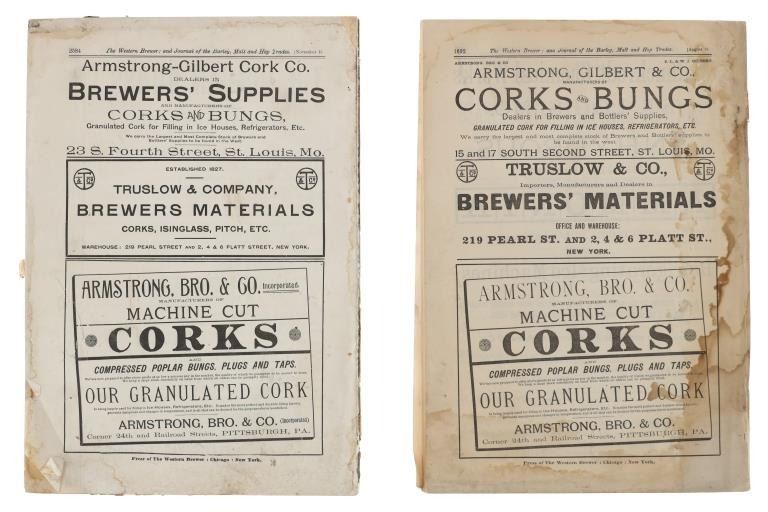 2584 The Western Brewer: and Journal of the Barley, Malt and Hop Trades. [November 15
Armstrong-Gilbert Cork Co.
DEALERS IN
BREWERS' SUPPLIES
AND MANUFACTURERS OF
CORKS AND BUNGS,
Granulated Cork for Filling in Ice Houses, Refrigerators, Etc.
We carry the Largest and Most Complete Stock of Brewers' and
Bottlers' Supplies to be found in the West.
23 S. Fourth Street, St. Louis, Mo.
ESTABLISHED 1827.
TRUSLOW & COMPANY,
BREWERS MATERIALS
CORKS, ISINGLASS, PITCH, ETC.
WAREHOUSE: 219 PEARL STREET AND 2, 4 & 6 PLATT STREET, NEW YORK.
ARMSTRONG, BRO. & CO. Incorporated.
MANUFACTURERS OF
MACHINE CUT
CORKS
AND
COMPRESSED POPLAR BUNGS, PLUGS AND TAPS.
OUR GRANULATED CORK
ARMSTRONG, BRO. & CO. (Incorporated)
Corner 24th and Railroad Streets, PITTSBURGH, PA.
Press of The Western Brewer: Chicago: New York.
1692 The Western Brewer: and Journal of the Barley, Malt and Hop Trades. [August 15
ARMSTRONG, BRO & CO
ARMSTRONG, GILBERT & CO.,
MANUFACTURERS OF
CORKS AND BUNGS
Dealers in Brewers and Bottlers' Supplies,
GRANULATED CORK FOR FILLING IN ICE HOUSES, REFRIGERATORS, ETC.
We carry the largest and most complete stock of Brewers and Bottlers' Supplies to
be found in the West.
15 and 17 SOUTH SECOND STREET, ST. LOUIS, MO.
TRUSLOW & CO.,
Importers, Manufacturers and Dealers in
BREWERS' MATERIALS
OFFICE AND WAREHOUSE:
219 PEARL ST. AND 2, 4 & 6 PLATT ST.,
NEW YORK.
ARMSTRONG, BRO. & CO.
MANUFACTURERS OF
MACHINE CUT
CORKS
AND
COMPRESSED POPLAR BUNGS, PLUGS AND TAPS.
OUR GRANULATED CORK
ARMSTRONG, BRO. & CO.
Corner 24th and Railroad Streets, PITTSBURGH, PA.
Press of The Western Brewer: Chicago: New York.